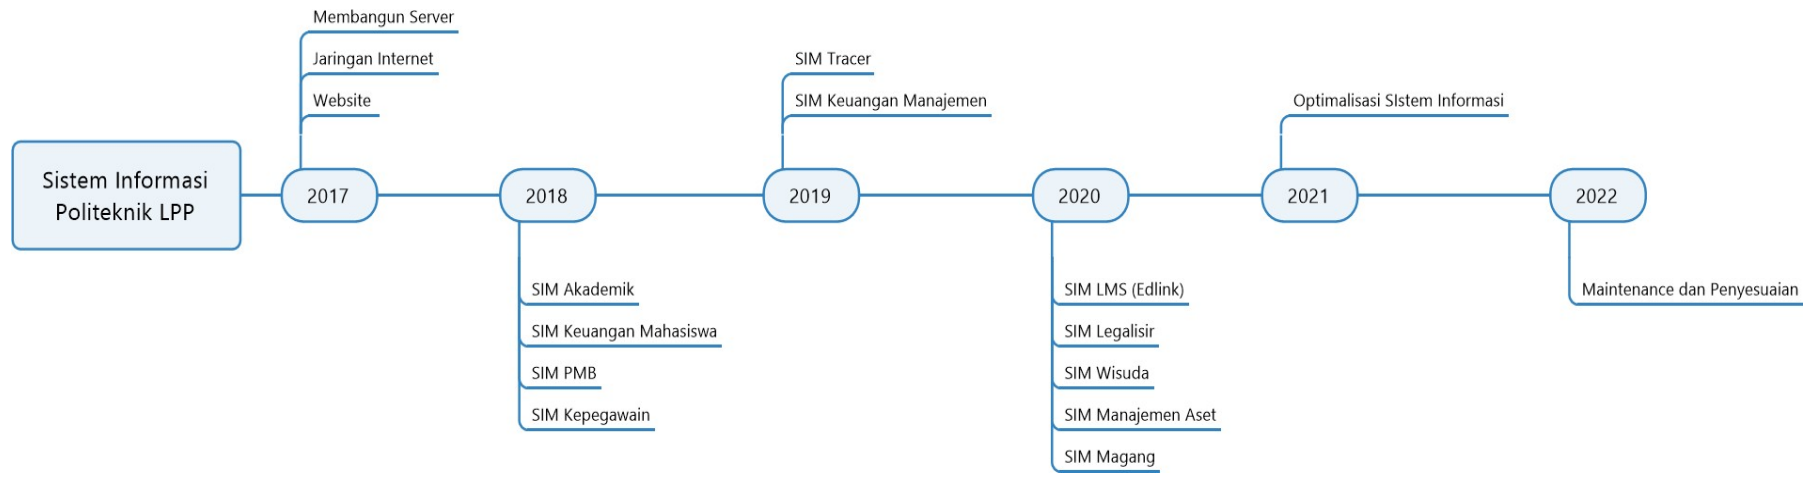 Sistem Informasi
Politeknik LPP
2017
Membangun Server
Jaringan Internet
Website
2018
SIM Akademik
SIM Keuangan Mahasiswa
SIM PMB
SIM Kepegawain
2019
SIM Tracer
SIM Keuangan Manajemen
2020
SIM LMS (Edlink)
SIM Legalisir
SIM Wisuda
SIM Manajemen Aset
SIM Magang
2021
Optimalisasi SIstem Informasi
2022
Maintenance dan Penyesuaian